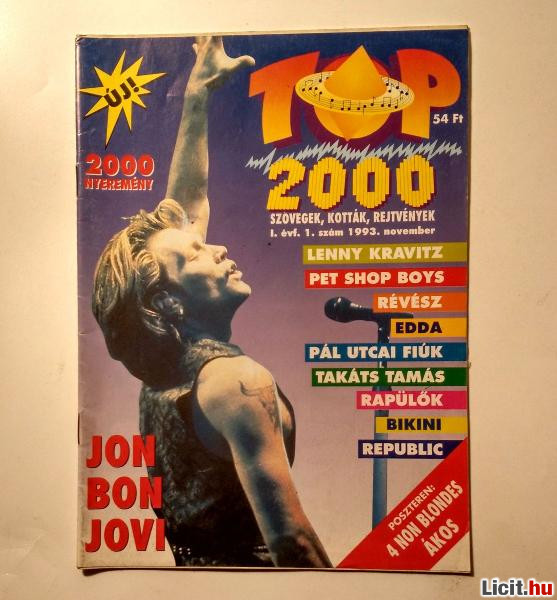 ÚJ!
2000
NYEREMÉNY
TOP
54 Ft
2000
SZÖVEGEK, KOTTÁK, REJTVÉNYEK
I. évf. 1. szám 1993. november
LENNY KRAVITZ
PET SHOP BOYS
RÉVÉSZ
EDDA
PÁL UTCAI FIÚK
TAKÁTS TAMÁS
RAPÜLŐK
BIKINI
REPUBLIC
JON
BON
JOVI
POSZTEREN:
4 NON BLONDES
ÁKOS
Licit.hu